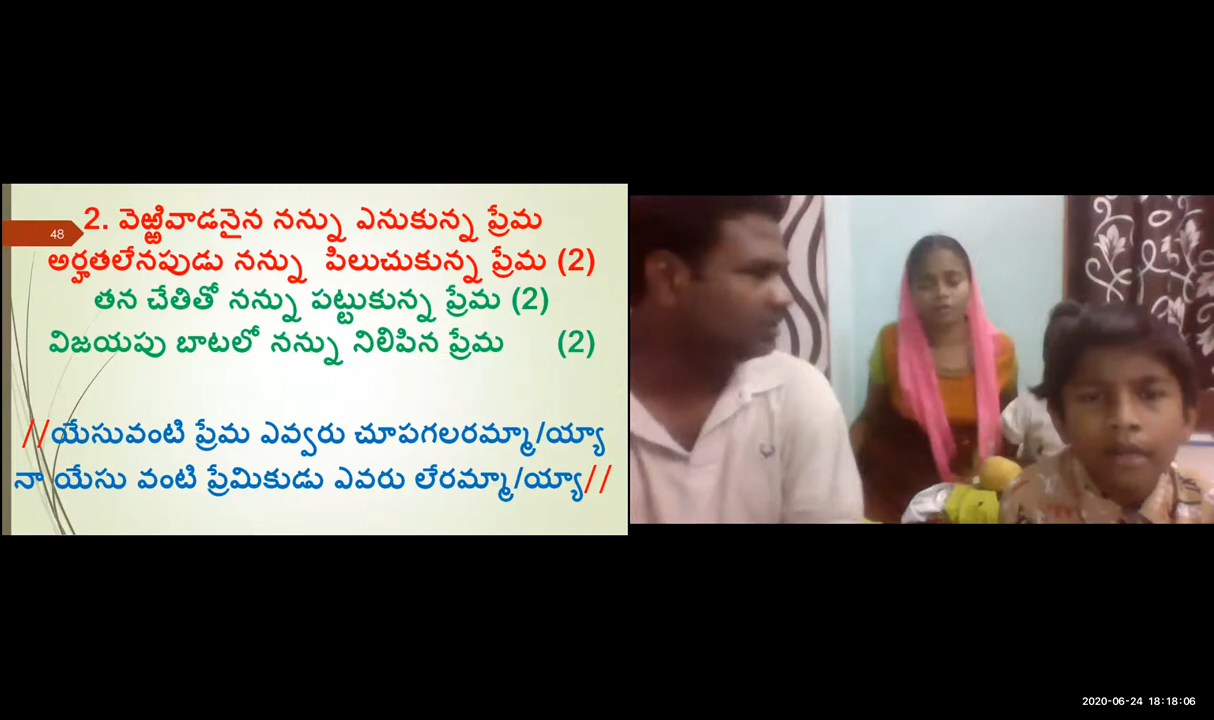 48
2. వెఱ్ఱివాడనైన నన్ను ఎనుకున్న ప్రేమ
అర్హతలేనపుడు నన్ను పిలుచుకున్న ప్రేమ (2)
తన చేతితో నన్ను పట్టుకున్న ప్రేమ (2)
విజయపు బాటలో నన్ను నిలిపిన ప్రేమ (2)
//యేసువంటి ప్రేమ ఎవ్వరు చూపగలరమ్మా/య్యా
నా యేసు వంటి ప్రేమికుడు ఎవరు లేరమ్మా/య్యా//
2020-06-24 18:18:06